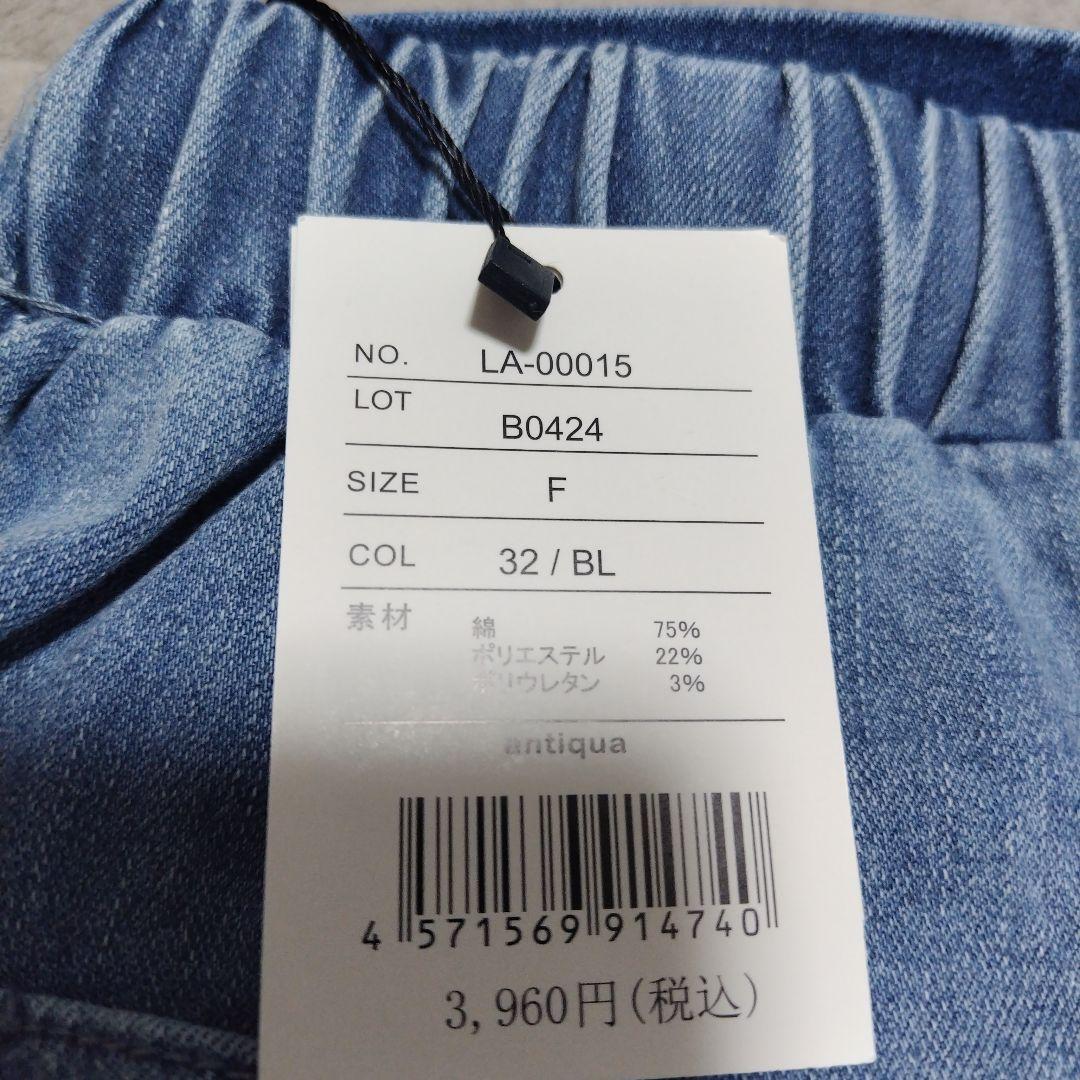 NO. LA-00015
LOT B0424
SIZE F
COL 32 / BL
素材 綿 75%
ポリエステル 22%
ポリウレタン 3%
antiqua
4 571569 914740
3,960円(税込)